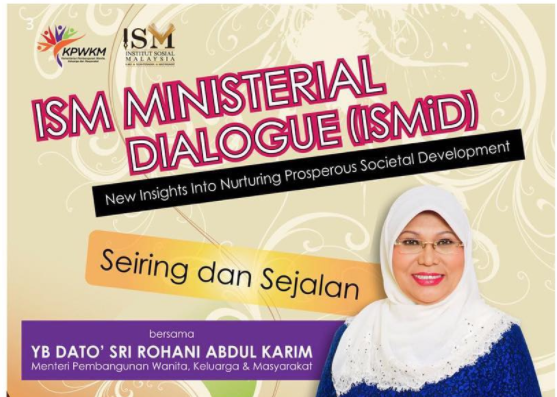 3
KPWKM
ISM
INSTITUT SOSIAL
MALAYSIA
ISM MINISTERIAL
DIALOGUE (ISMiD)
New Insights Into Nurturing Prosperous Societal Development
Seiring dan Sejalan
bersama
YB DATO' SRI ROHANI ABDUL KARIM
Menteri Pembangunan Wanita, Keluarga & Masyarakat